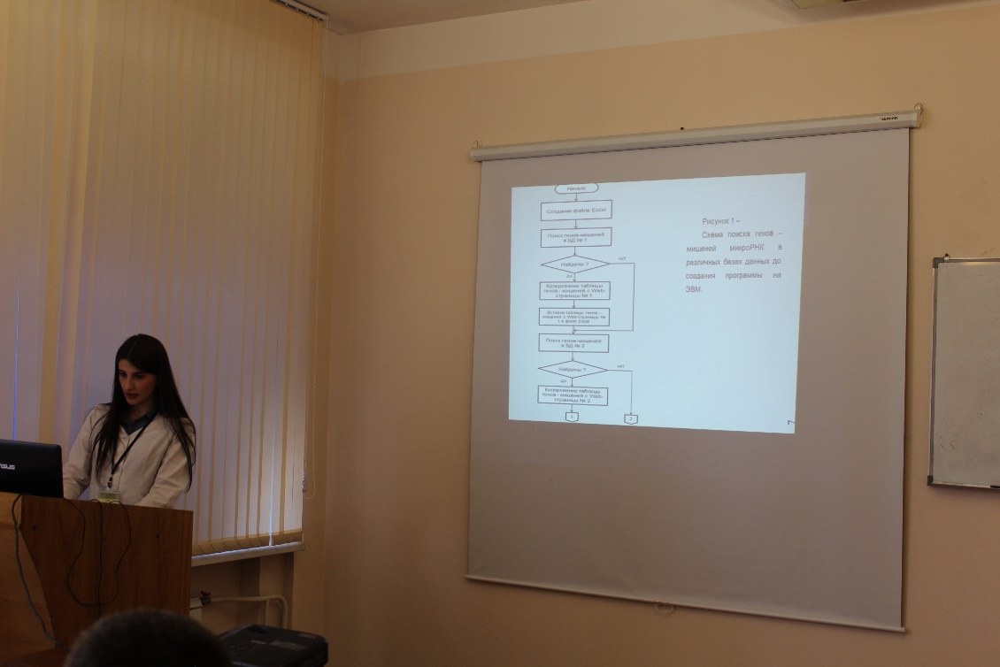 Начало
Создание файла Excel
Поиск генов-мишеней
в БД № 1
Найдены ?
нет
да
Копирование таблицы
генов - мишеней с Web-
страницы № 1
Вставка таблицы генов -
мишеней с Web-страницы №
1 в файл Excel
Поиск генов-мишеней
в БД № 2
Найдены ?
нет
да
Копирование таблицы
генов - мишеней с Web-
страницы № 2
1
2
Рисунок 1 –
Схема поиска генов –
мишеней микроРНК в
различных базах данных до
создания программы на
ЭВМ.
7
ASUS